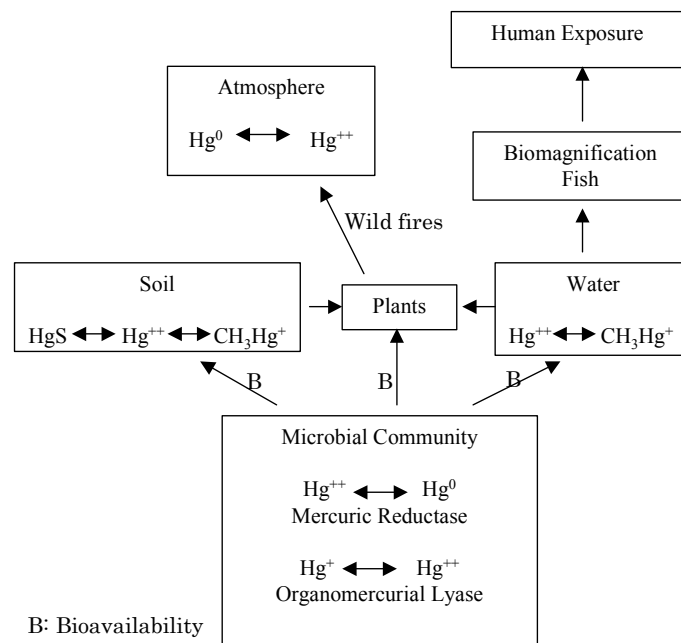 Human Exposure
Atmosphere
Hg⁰ ↔ Hg⁺⁺
Biomagnification
Fish
Wild fires
Soil
HgS ↔ Hg⁺⁺ ↔ CH₃Hg⁺
Plants
Water
Hg⁺⁺ ↔ CH₃Hg⁺
B
B
B
Microbial Community
Hg⁺⁺ ↔ Hg⁰
Mercuric Reductase
Hg⁺ ↔ Hg⁺⁺
Organomercurial Lyase
B: Bioavailability